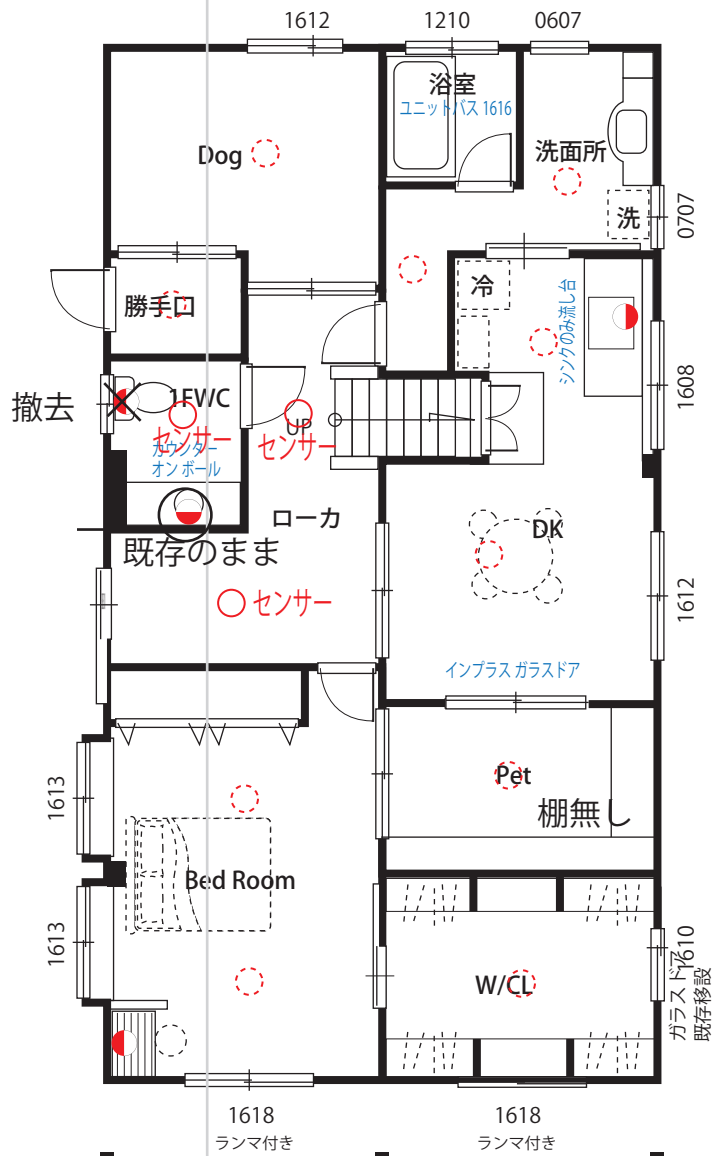 1612
1210
0607
浴室
ユニットバス 1616
Dog
洗面所
洗
0707
勝手口
冷
シンクのみ流し台
1608
撤去
1FWC
センサー
カウンター
オン ボール
UP
センサー
ローカ
既存のまま
センサー
DK
1612
インプラス ガラスドア
1613
Pet
棚無し
Bed Room
1613
W/CL
1610
ガラスドア
既存移設
1618
ランマ付き
1618
ランマ付き